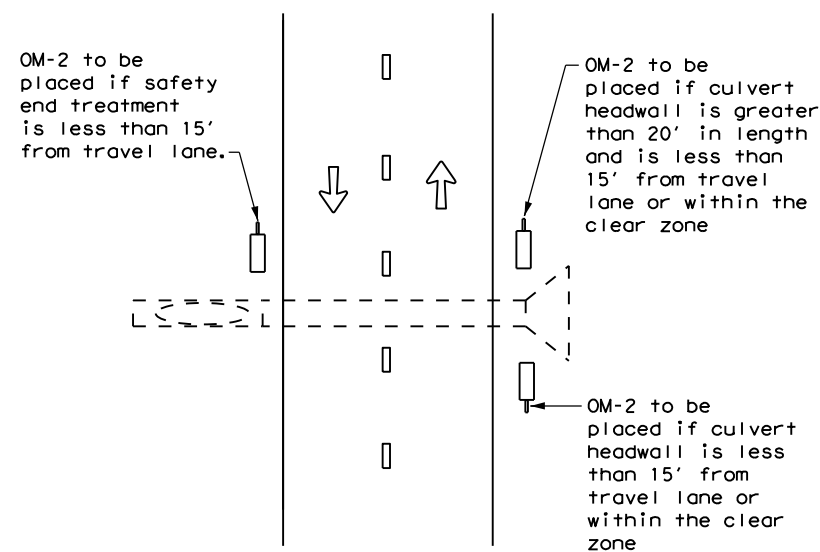 OM-2 to be
placed if safety
end treatment
is less than 15'
from travel lane.
OM-2 to be
placed if culvert
headwall is greater
than 20' in length
and is less than
15' from travel
lane or within the
clear zone
OM-2 to be
placed if culvert
headwall is less
than 15' from
travel lane or
within the clear
zone